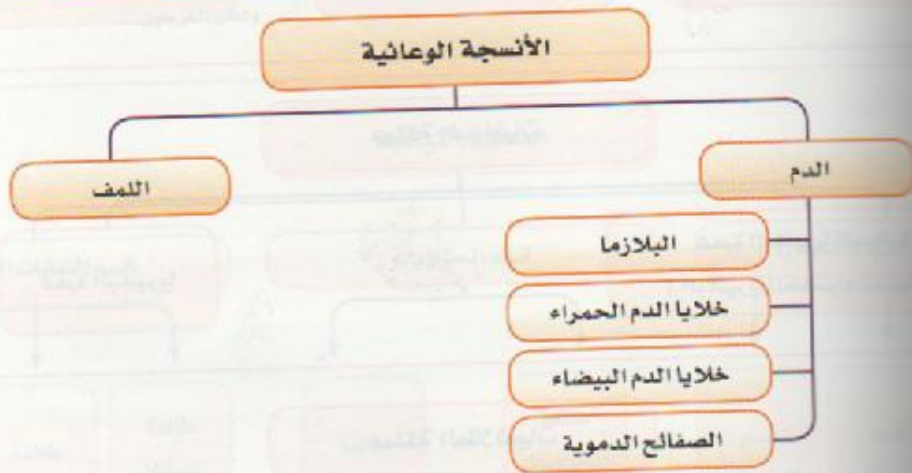 الأنسجة الوعائية
الدم
اللمف
البلازما
خلايا الدم الحمراء
خلايا الدم البيضاء
الصفائح الدموية